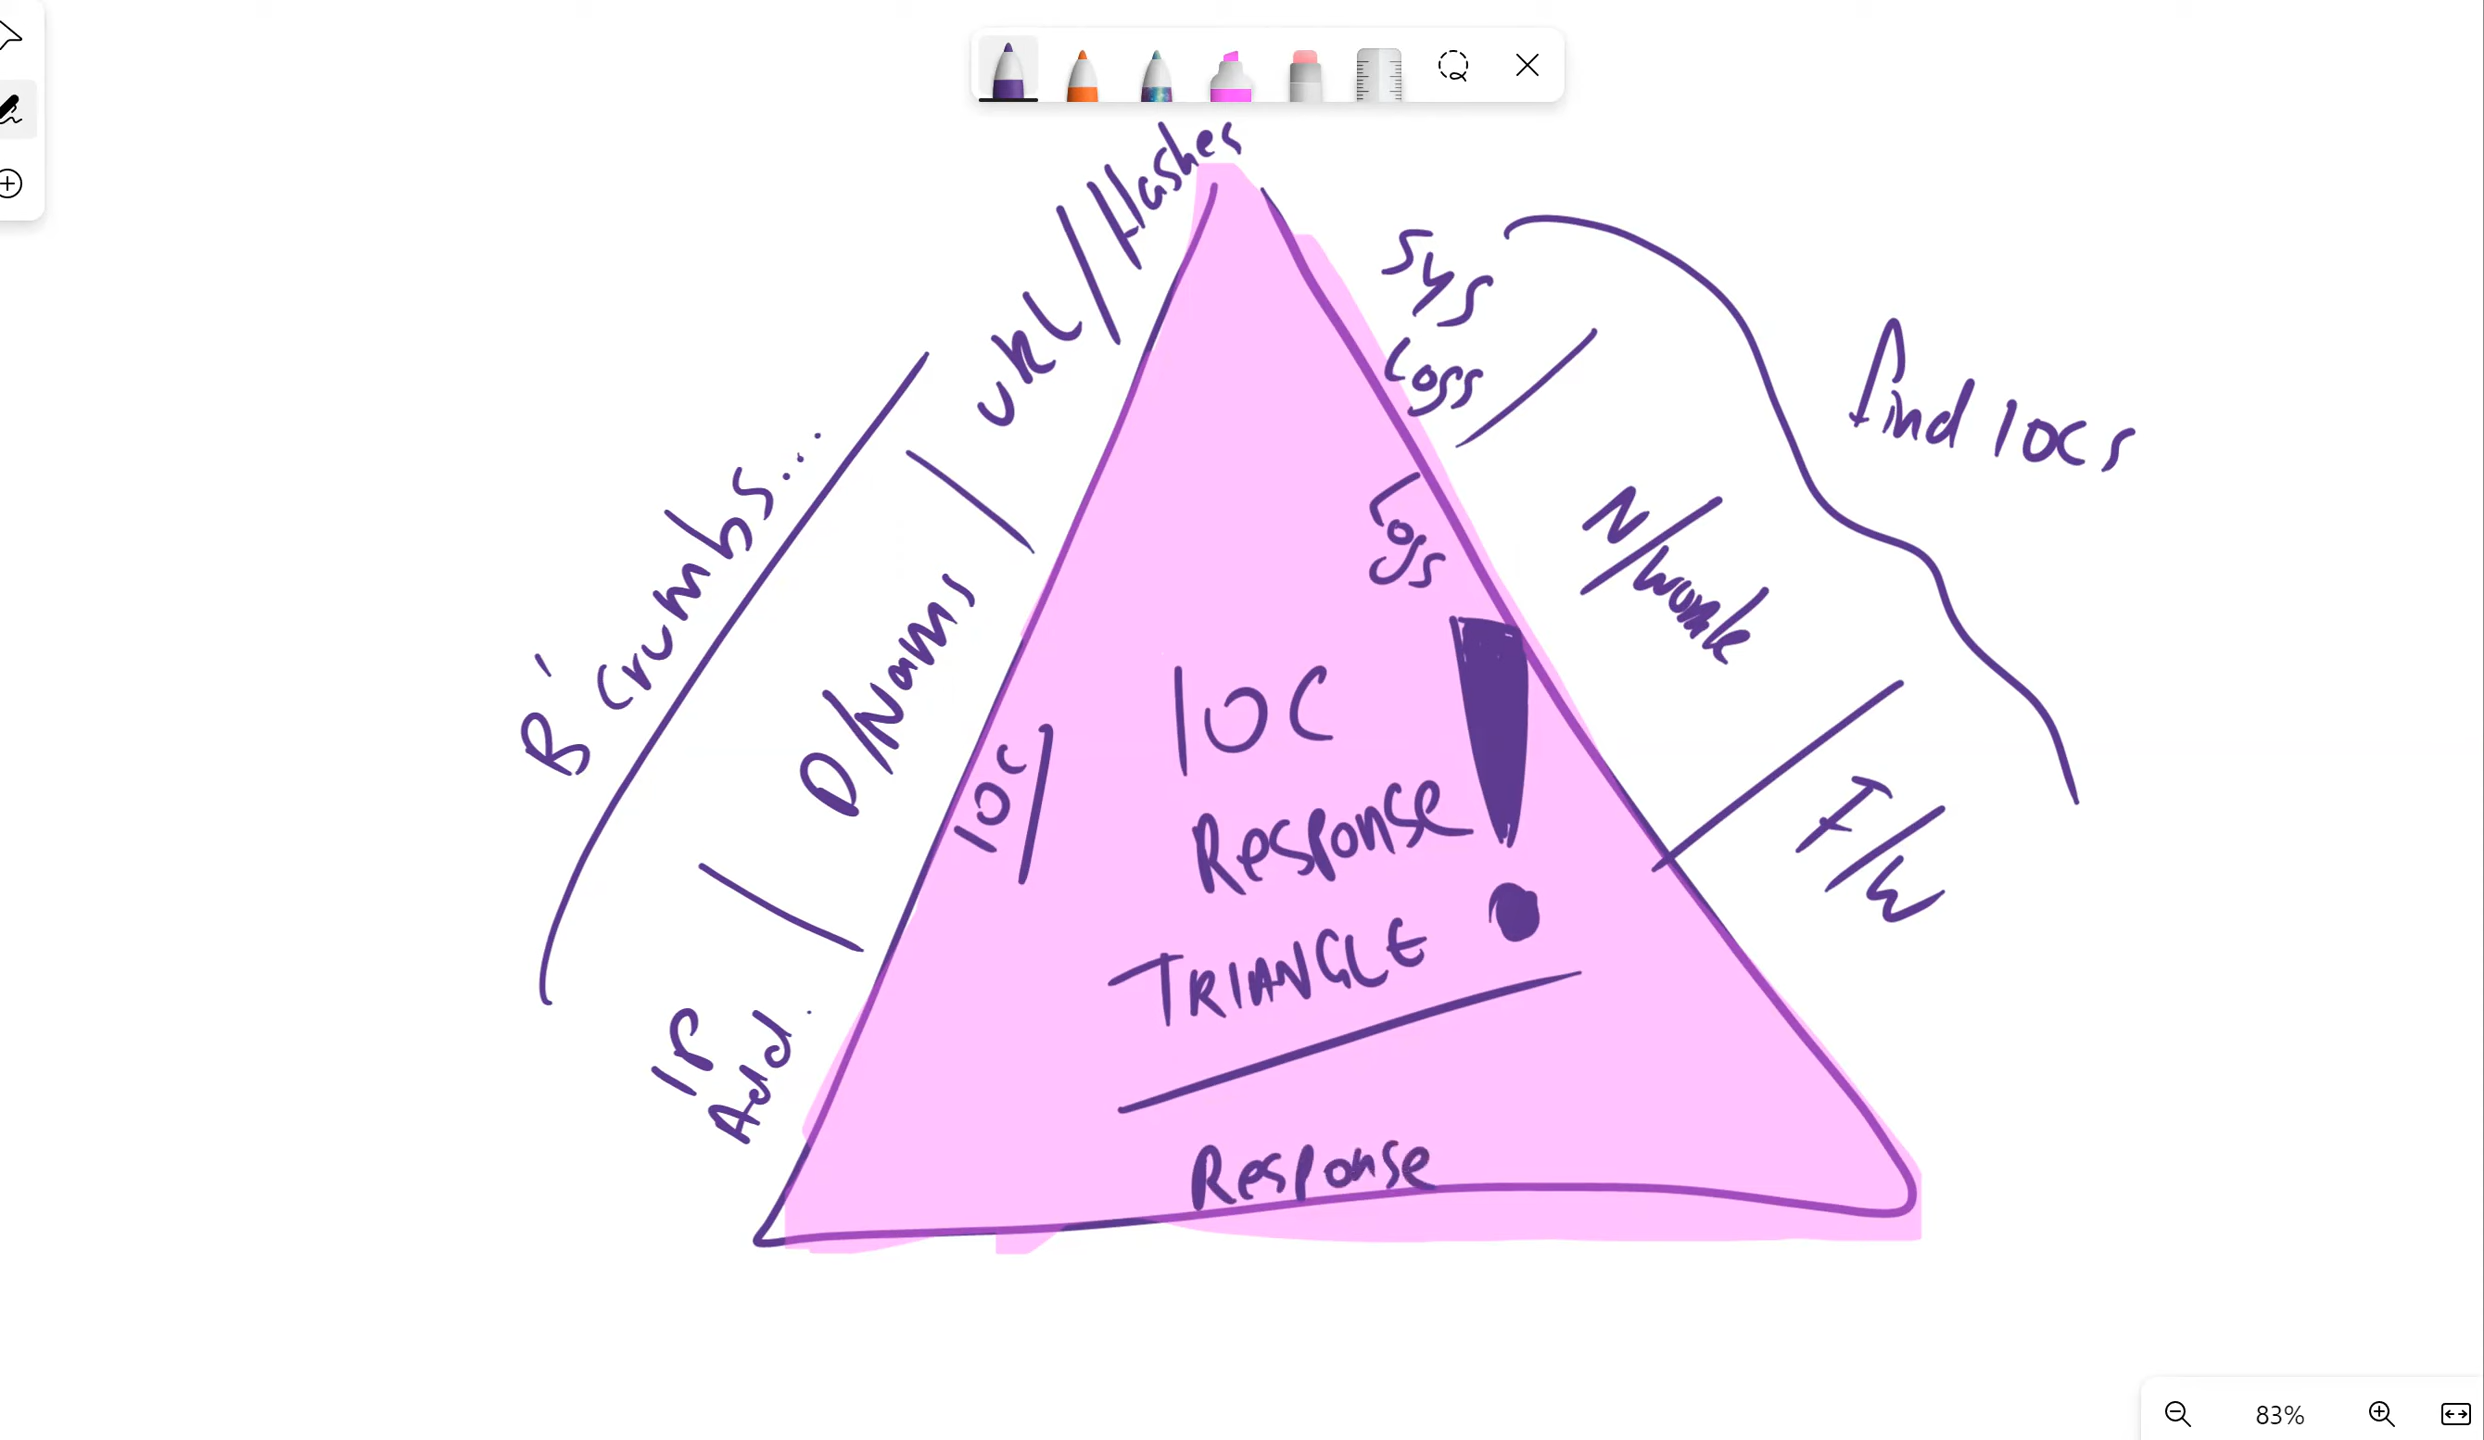 URL/Hashes
Sys
Logs
find IOCs
B' Crumbs...
Logs
N/work
D/Nams
IOC
IOC
Response
TRIANGLE
F/W
IP
Add.
Response
83%